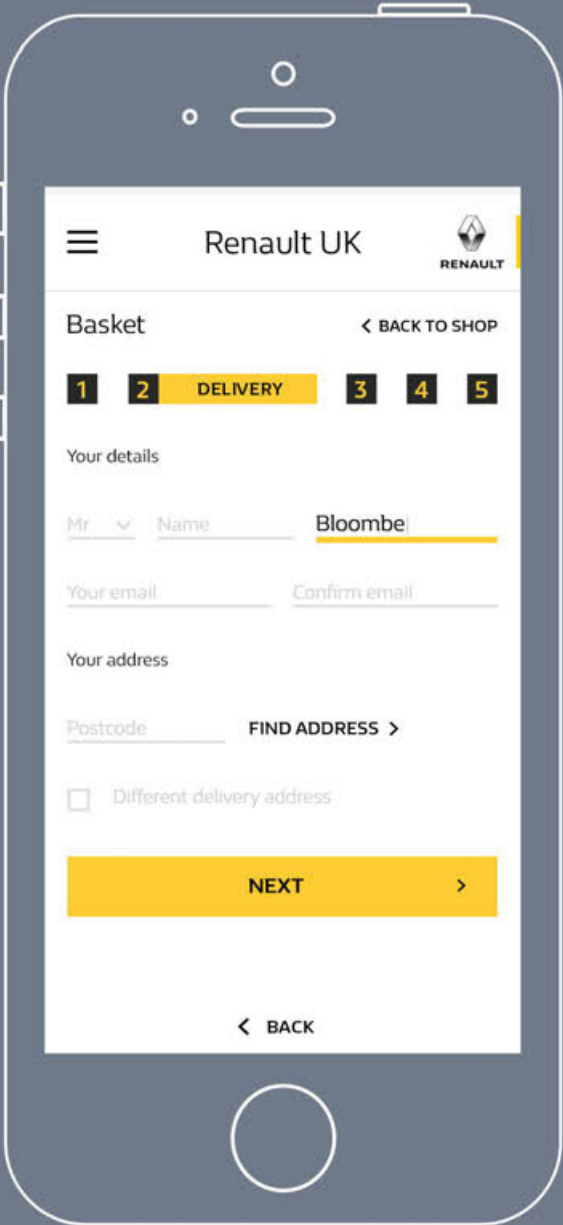 Renault UK
RENAULT
Basket
< BACK TO SHOP
1 2 DELIVERY 3 4 5
Your details
Mr Name Bloombe
Your email Confirm email
Your address
Postcode FIND ADDRESS >
Different delivery address
NEXT >
< BACK